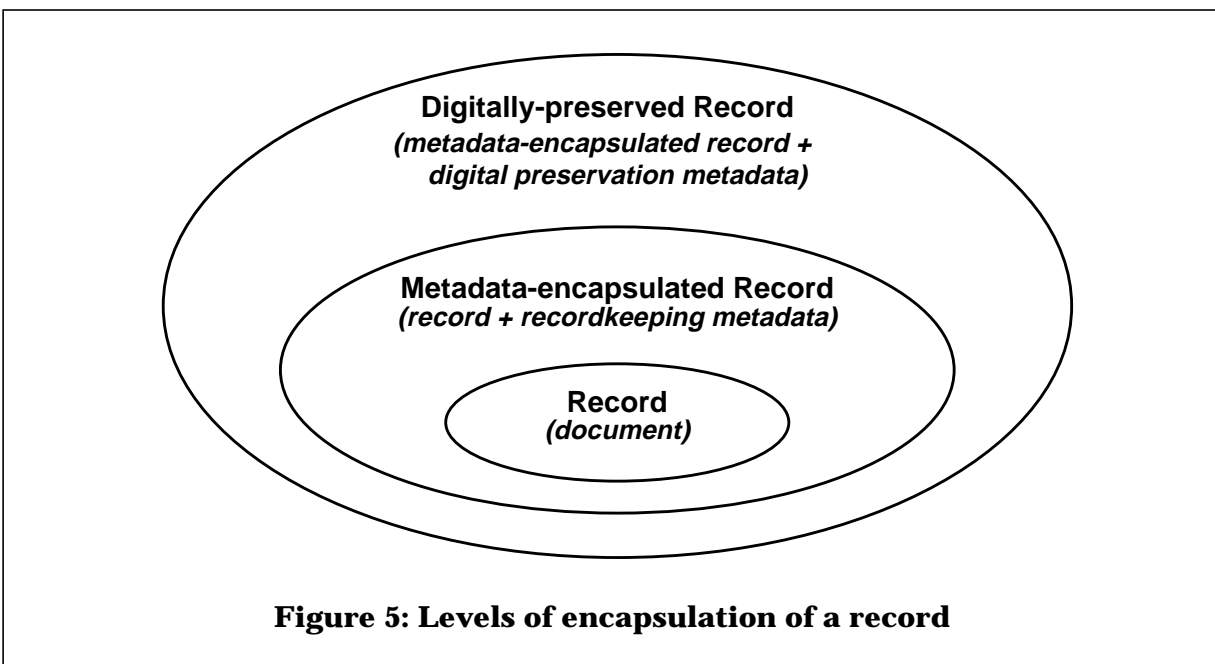 Digitally-preserved Record
(metadata-encapsulated record +
digital preservation metadata)
Metadata-encapsulated Record
(record + recordkeeping metadata)
Record
(document)
Figure 5: Levels of encapsulation of a record